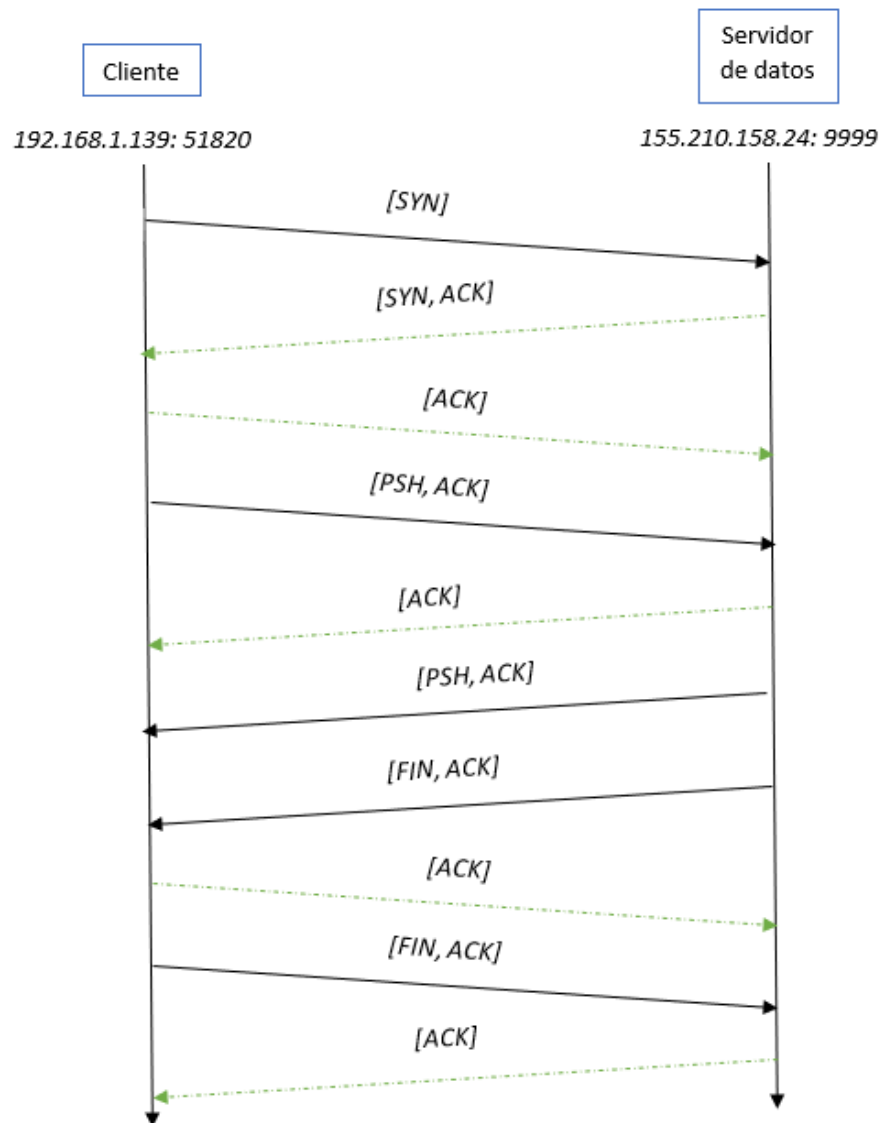 Cliente
Servidor
de datos
192.168.1.139: 51820
155.210.158.24: 9999
[SYN]
[SYN, ACK]
[ACK]
[PSH, ACK]
[ACK]
[PSH, ACK]
[FIN, ACK]
[ACK]
[FIN, ACK]
[ACK]